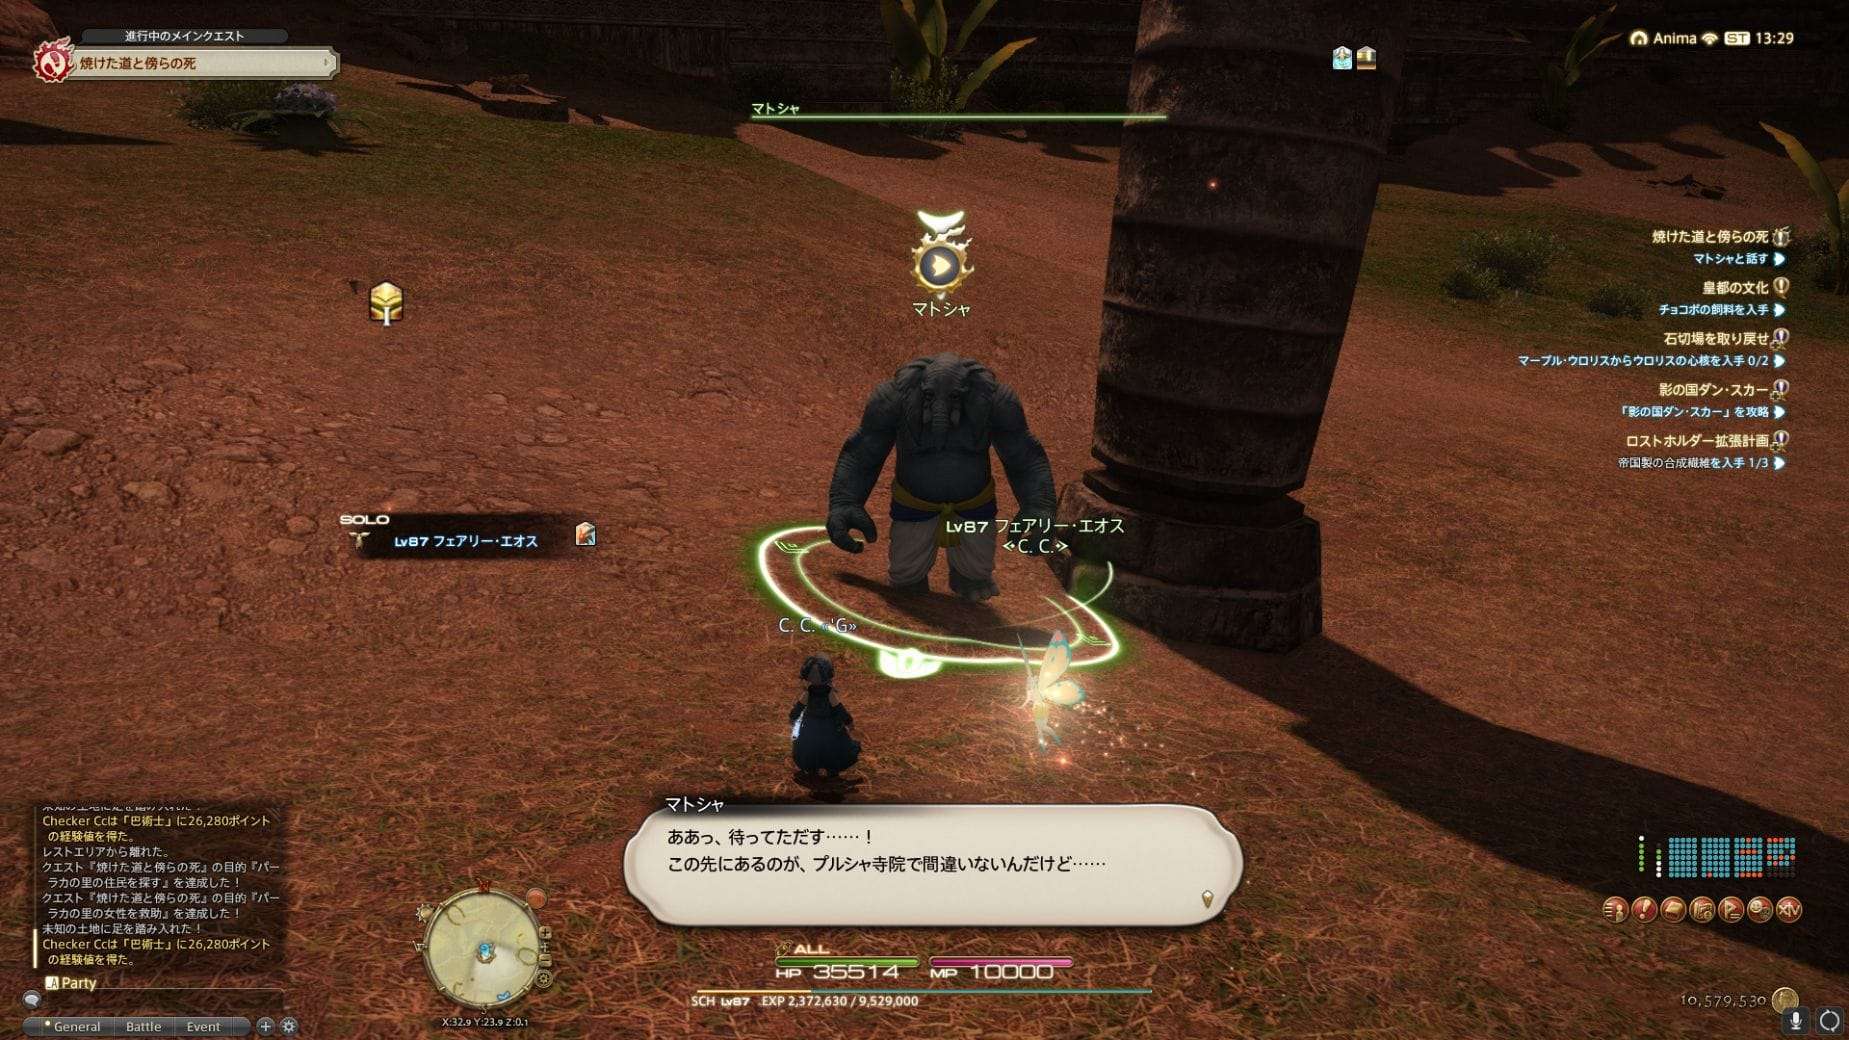 進行中のメインクエスト
焼けた道と傍らの死
Anima ST 13:29
マトシャ
マトシャ
焼けた道と傍らの死
マトシャと話す
皇都の文化
チョコボの飼料を入手
石切場を取り戻せ
マーブル・ウロリスからウロリスの心核を入手 0/2
影の国ダン・スカー
「影の国ダン・スカー」を攻略
ロストホルダー拡張計画
帝国製の合成繊維を入手 1/3
SOLO
Lv87 フェアリー・エオス
Lv87 フェアリー・エオス
C. C.
C. C. «'G»
マトシャ
ああっ、待ってただす……！
この先にあるのが、プルシャ寺院で間違いないんだけど……
未知の土地に足を踏み入れた！
Checker Ccは「巴術士」に26,280ポイント
の経験値を得た。
レストエリアから離れた。
クエスト『焼けた道と傍らの死』の目的『パー
ラカの里の住民を探す』を達成した！
クエスト『焼けた道と傍らの死』の目的『パー
ラカの里の女性を救助』を達成した！
未知の土地に足を踏み入れた！
Checker Ccは「巴術士」に26,280ポイント
の経験値を得た。
Party
General Battle Event
X:32.9 Y:23.9 Z:0.1
ALL
HP 35514 MP 10000
SCH Lv87 EXP 2,372,630 / 9,529,000
XIV
10,579,530